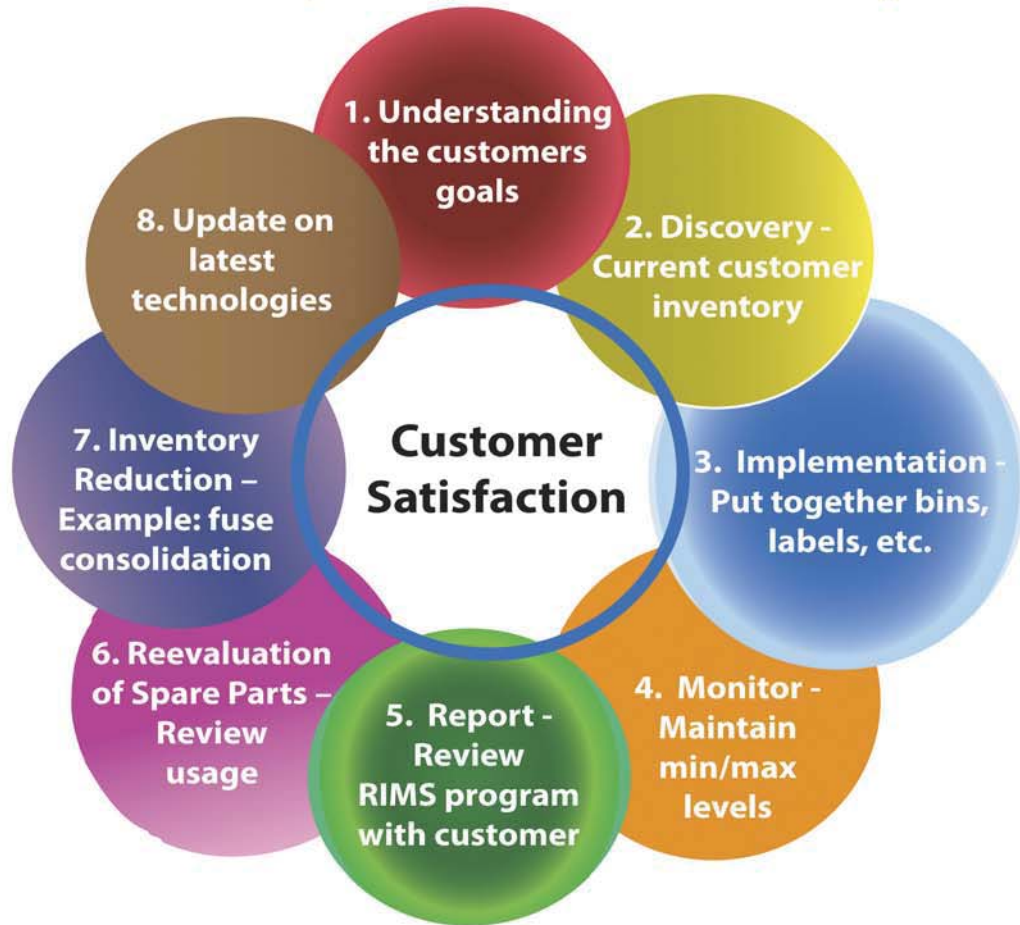 1. Understanding
the customers
goals
2. Discovery -
Current customer
inventory
3. Implementation -
Put together bins,
labels, etc.
4. Monitor -
Maintain
min/max
levels
5. Report -
Review
RIMS program
with customer
6. Reevaluation
of Spare Parts –
Review
usage
7. Inventory
Reduction –
Example: fuse
consolidation
8. Update on
latest
technologies
Customer
Satisfaction